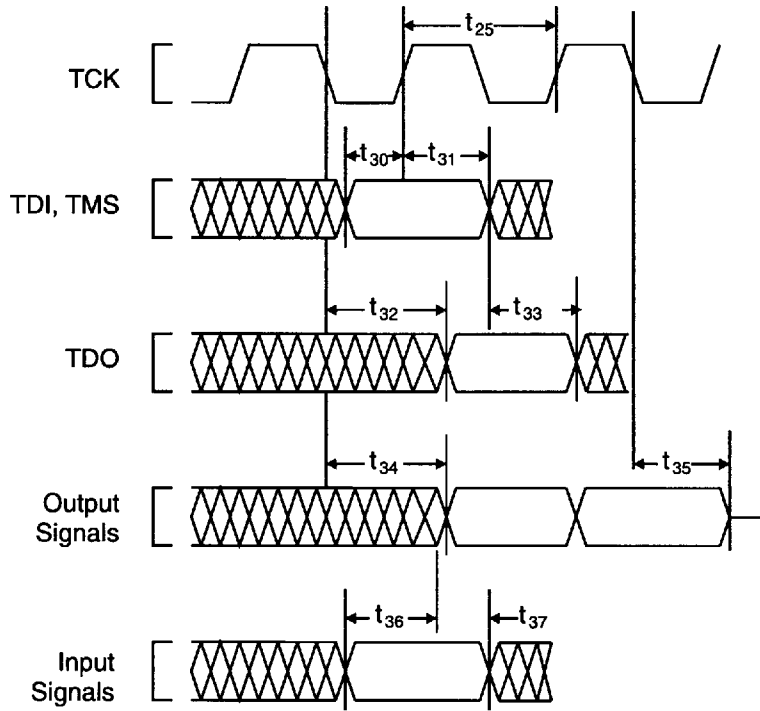 t25
TCK
t30 t31
TDI, TMS
t32 t33
TDO
t34 t35
Output
Signals
t36 t37
Input
Signals